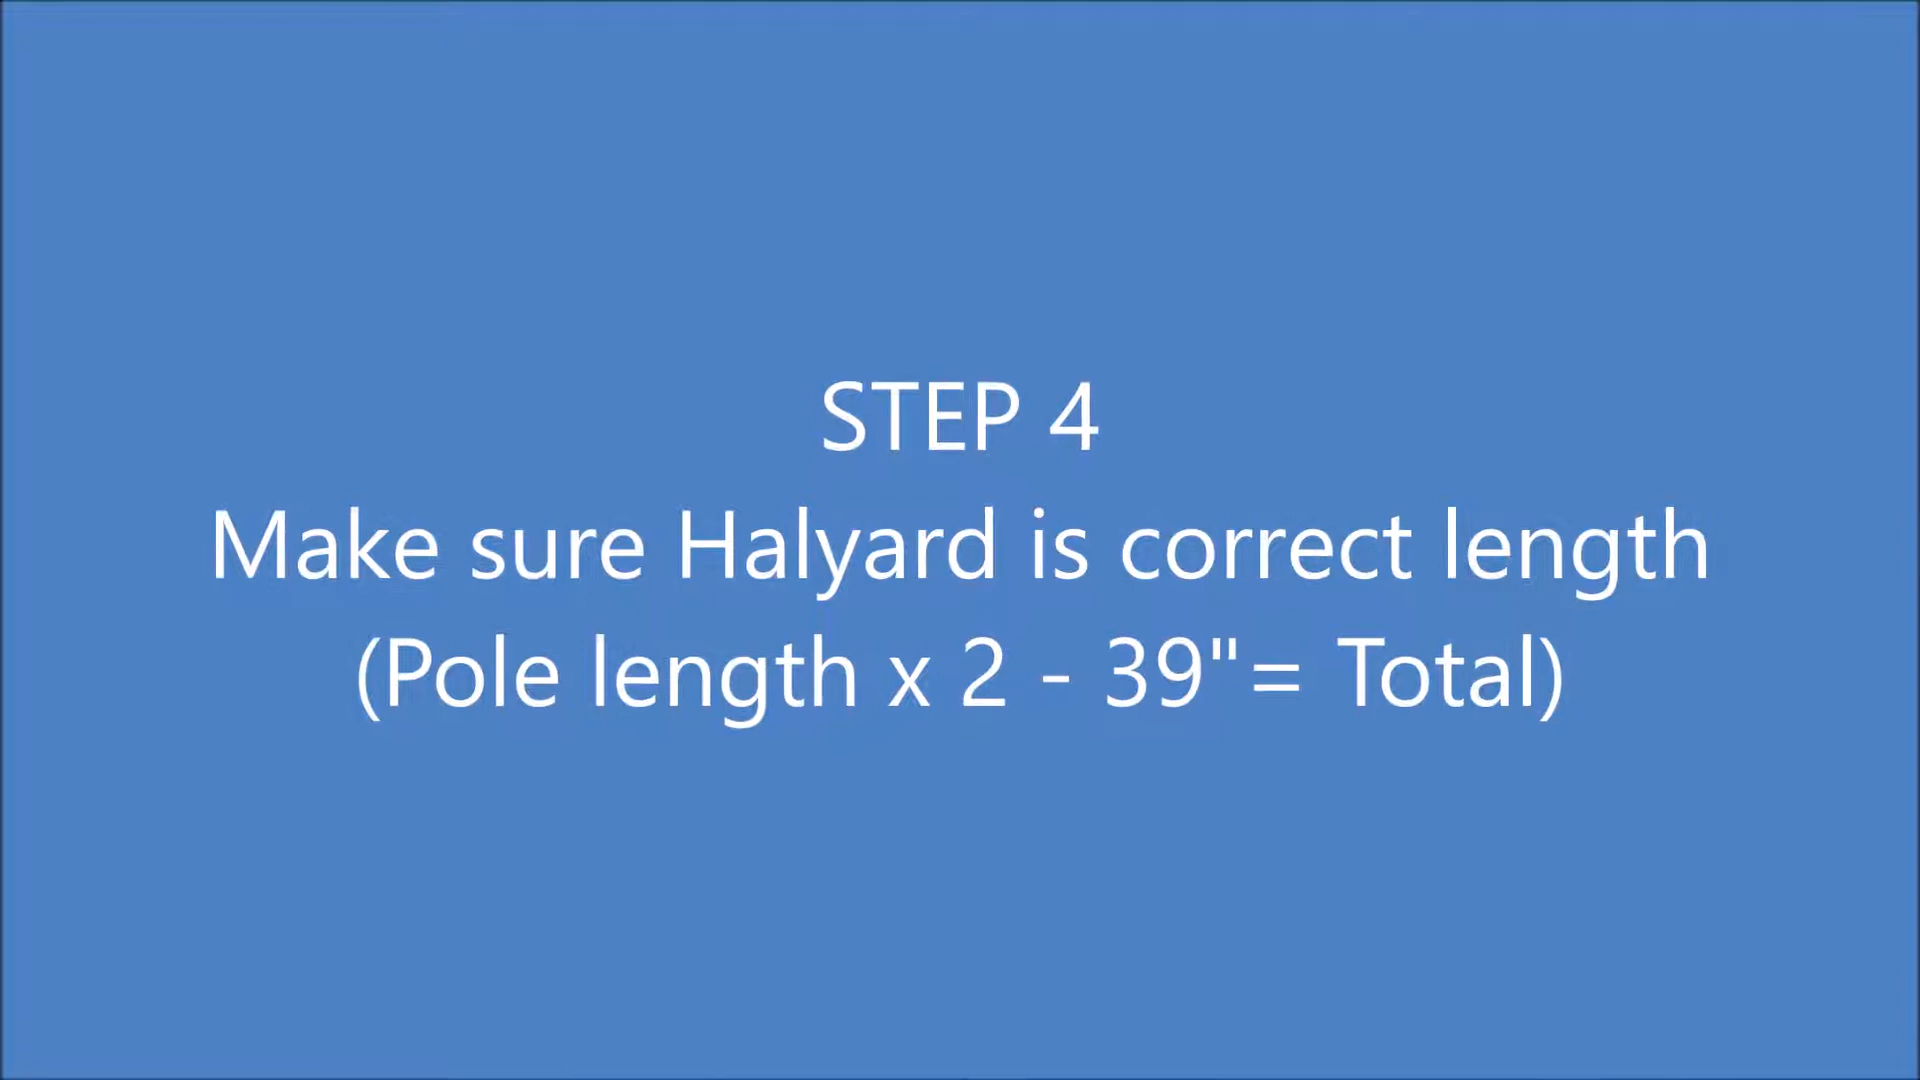 STEP 4
Make sure Halyard is correct length
(Pole length x 2 - 39"= Total)